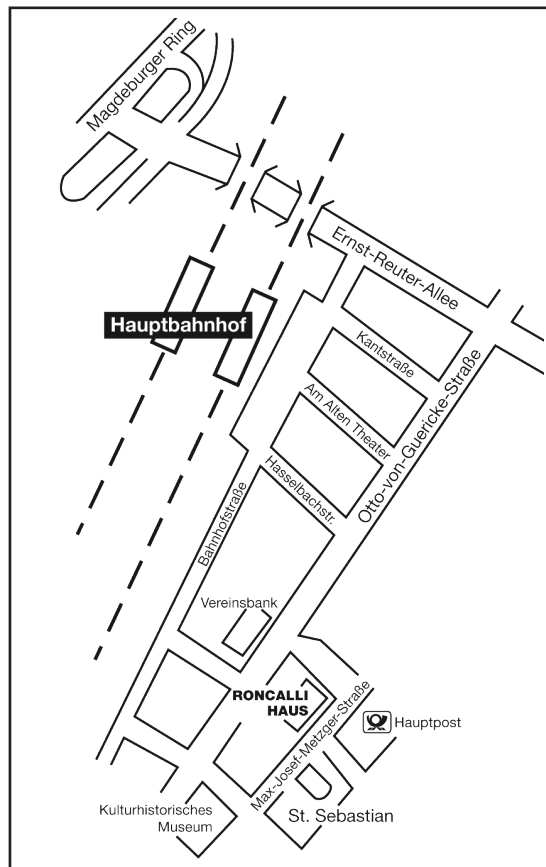 Magdeburger Ring
Ernst-Reuter-Allee
Hauptbahnhof
Kantstraße
Otto-von-Guericke-Straße
Am Alten Theater
Hasselbachstr.
Bahnhofstraße
Vereinsbank
RONCALLI
HAUS
Max-Josef-Metzger-Straße
Hauptpost
Kulturhistorisches
Museum
St. Sebastian